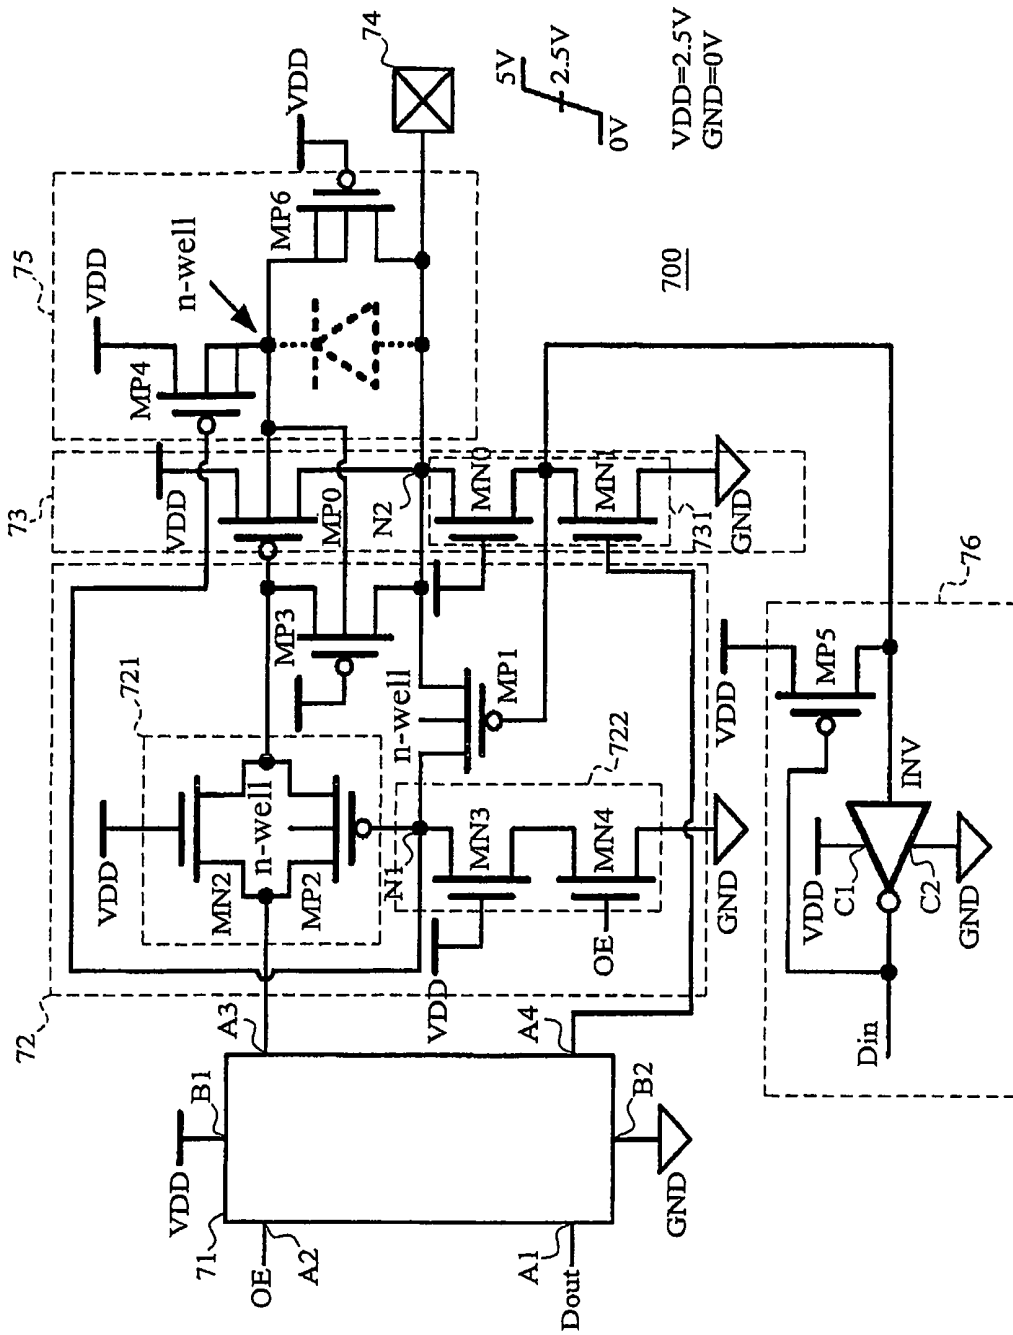 74
5V
2.5V
0V
VDD=2.5V
GND=0V
VDD
75
n-well
MP6
700
VDD
MP4
73
VDD
MP0
N2
MN0
MN1
731
GND
76
721
MP3
n-well
MP1
722
VDD
MP5
VDD
n-well
MN2
MP2
N1
MN3
MN4
VDD
OE
GND
INV
VDD
C1
C2
GND
Din
72
A3
A4
B1
B2
VDD
GND
71
OE
A2
A1
Dout